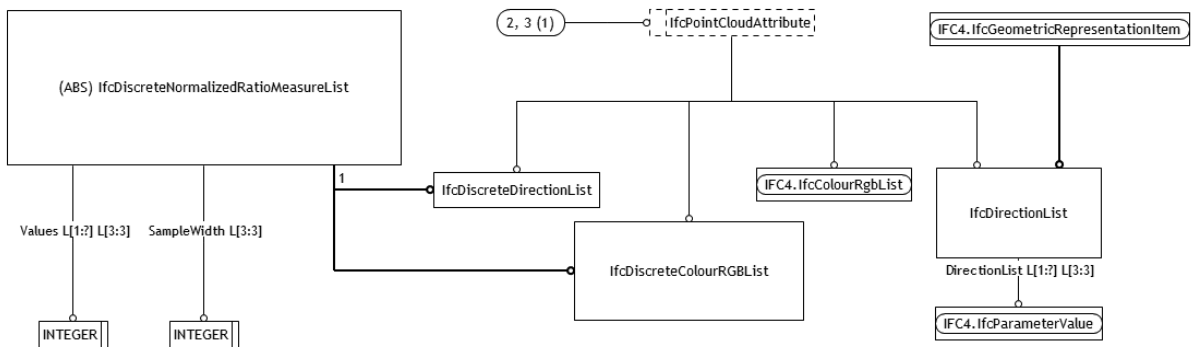 2, 3 (1)
IfcPointCloudAttribute
IFC4.IfcGeometricRepresentationItem
(ABS) IfcDiscreteNormalizedRatioMeasureList
1
IfcDiscreteDirectionList
IFC4.IfcColourRgbList
IfcDirectionList
Values L[1:?] L[3:3]
SampleWidth L[3:3]
IfcDiscreteColourRGBList
DirectionList L[1:?] L[3:3]
INTEGER
INTEGER
IFC4.IfcParameterValue